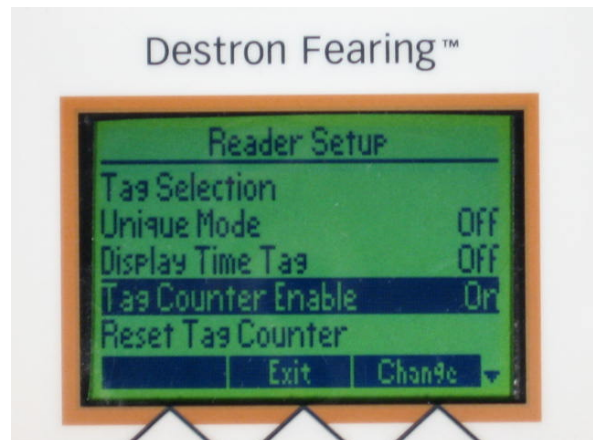 Destron Fearing™
Reader Setup
Tag Selection
Unique Mode Off
Display Time Tag Off
Tag Counter Enable On
Reset Tag Counter
Exit Change